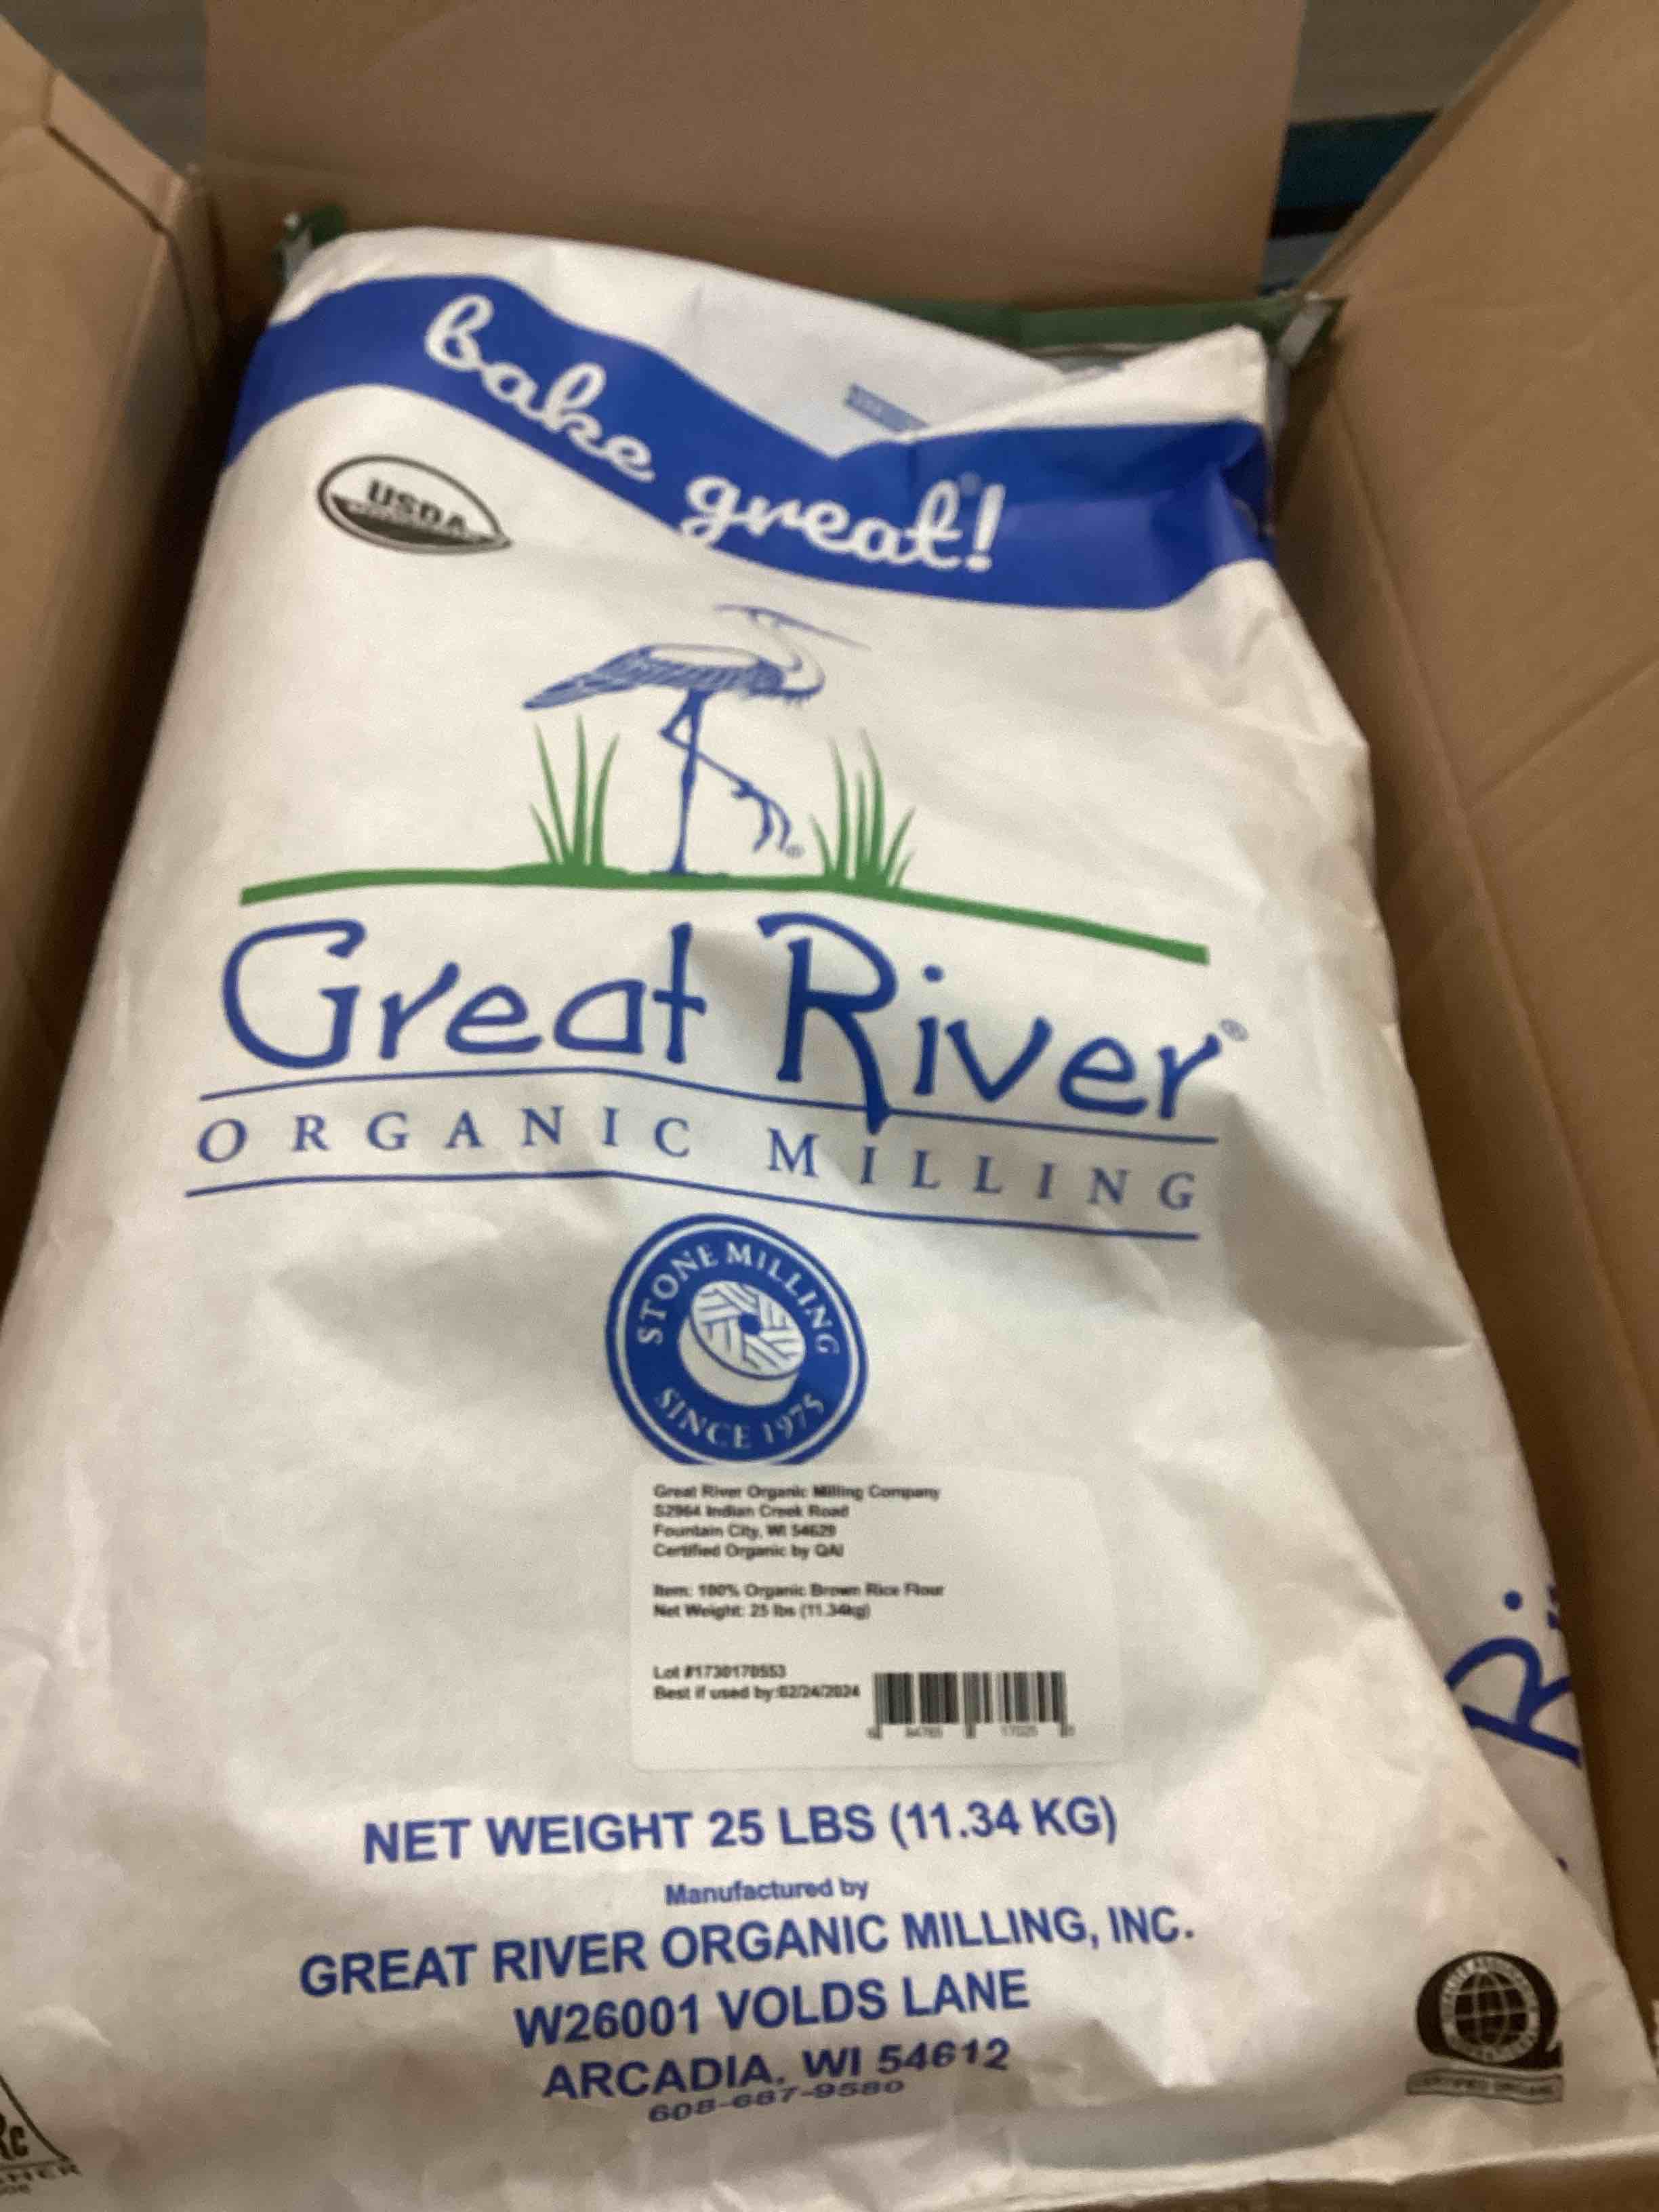 bake great!
USDA
Great River®
ORGANIC MILLING
STONE MILLING
SINCE 1975
Great River Organic Milling Company
S2964 Indian Creek Road
Fountain City, WI 54629
Certified Organic by QAI
Item: 100% Organic Brown Rice Flour
Net Weight: 25 lbs (11.34kg)
Lot #1730170553
Best if used by:02/24/2024
NET WEIGHT 25 LBS (11.34 KG)
Manufactured by
GREAT RIVER ORGANIC MILLING, INC.
W26001 VOLDS LANE
ARCADIA, WI 54612
608-687-9580
CERTIFIED ORGANIC
Ri